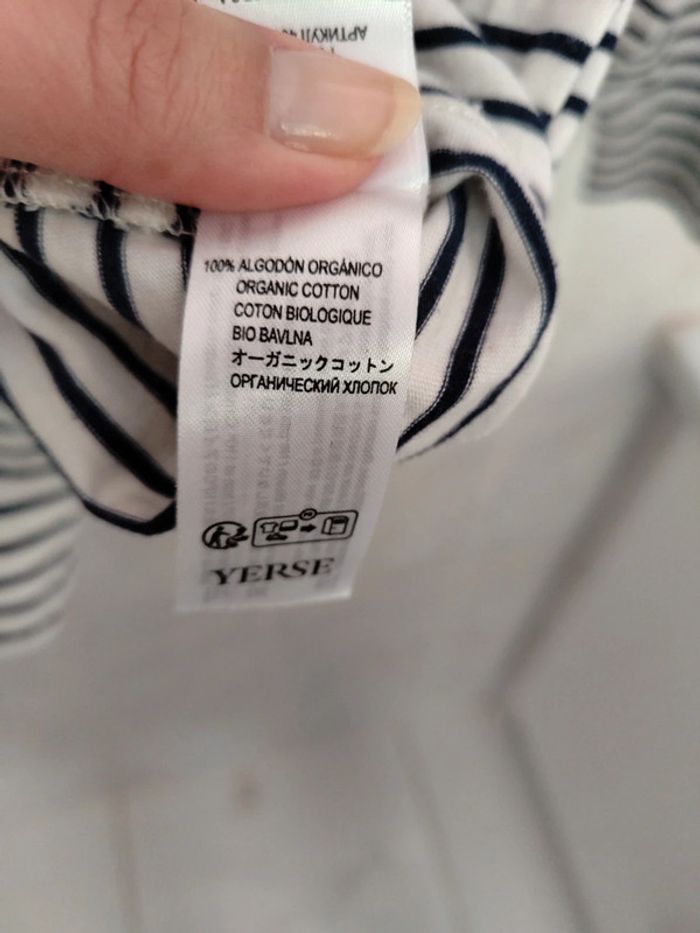 АРТИКУЛ
100% ALGODÓN ORGÁNICO
ORGANIC COTTON
COTON BIOLOGIQUE
BIO BAVLNA
オーガニックコットン
ОРГАНИЧЕСКИЙ ХЛОПОК
YERSE